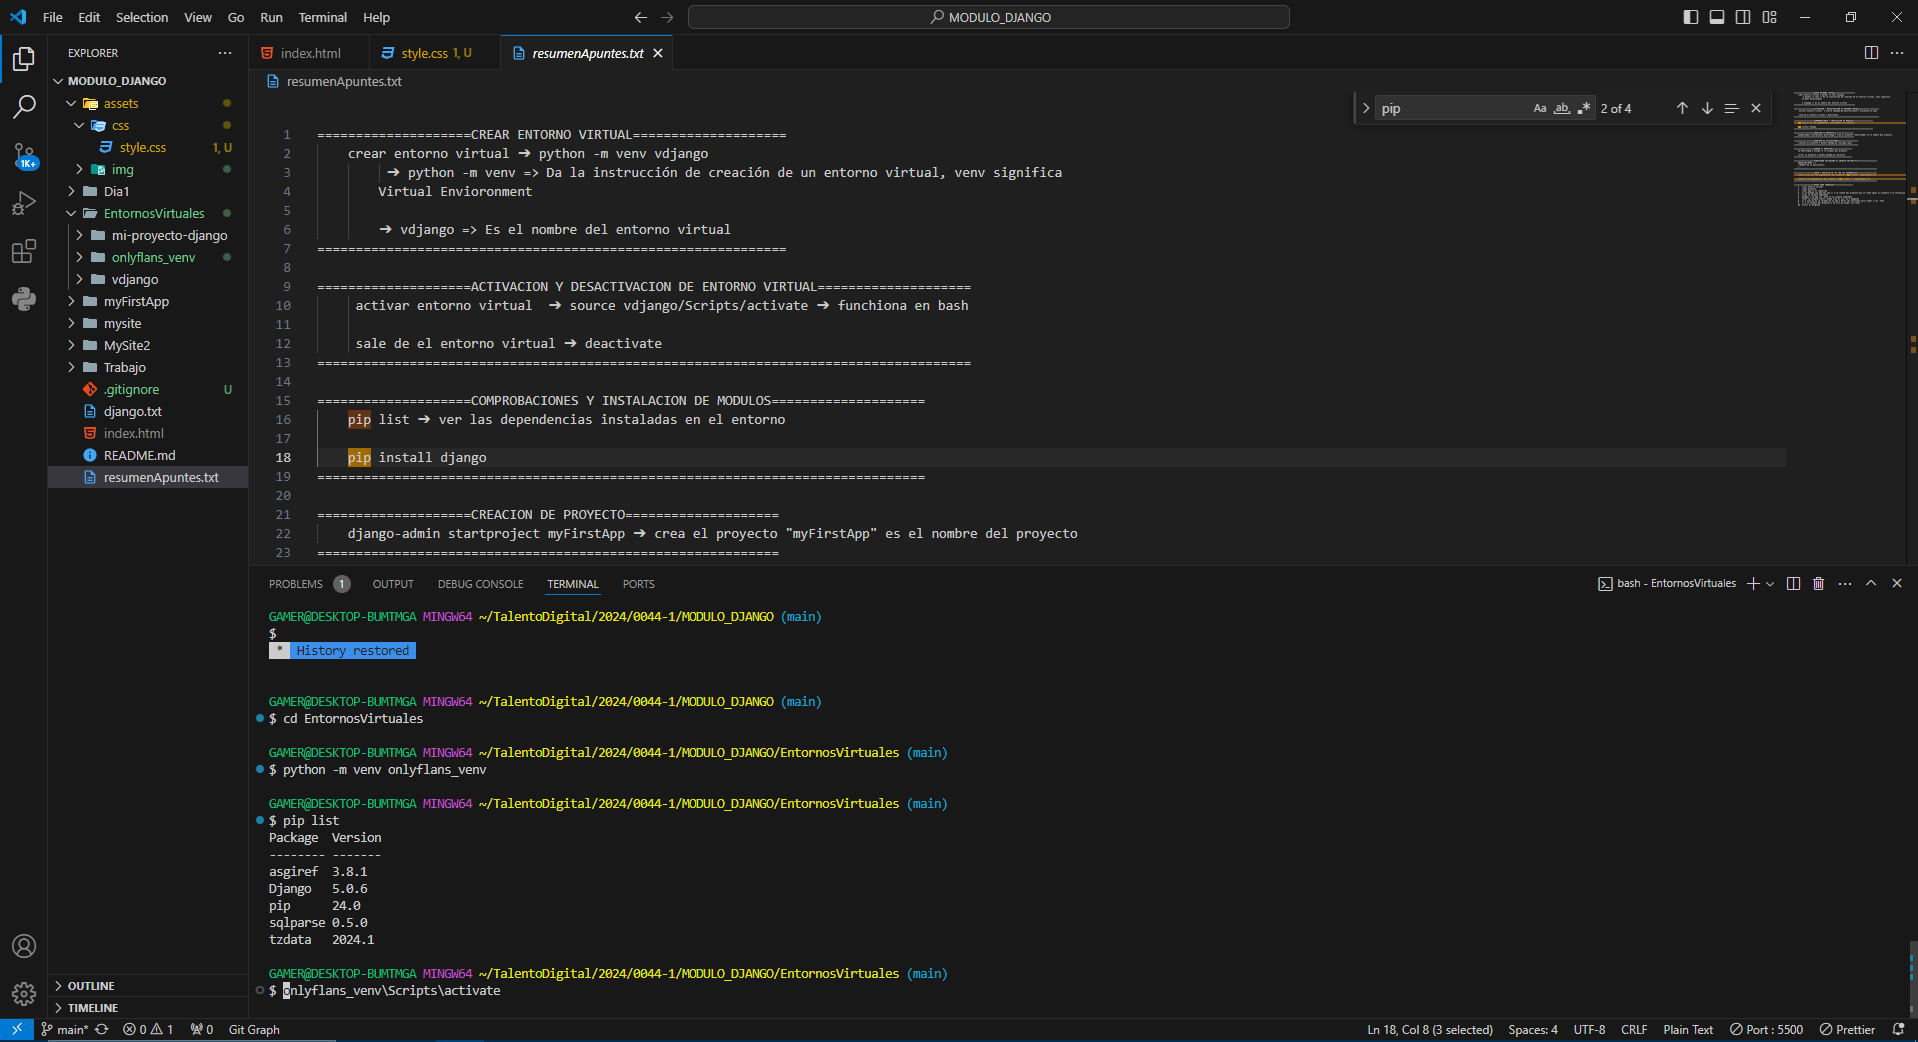 File Edit Selection View Go Run Terminal Help
MODULO_DJANGO
EXPLORER
MODULO_DJANGO
assets
css
style.css 1, U
img
Dia1
EntornosVirtuales
mi-proyecto-django
onlyflans_venv
vdjango
myFirstApp
mysite
MySite2
Trabajo
.gitignore U
django.txt
index.html
README.md
resumenApuntes.txt
OUTLINE
TIMELINE
1K+
index.html
style.css 1, U
resumenApuntes.txt
resumenApuntes.txt
pip
Aa ab
2 of 4
1 ====================CREAR ENTORNO VIRTUAL====================
2 crear entorno virtual ➔ python -m venv vdjango
3 ➔ python -m venv => Da la instrucción de creación de un entorno virtual, venv significa
4 Virtual Envioronment
5
6 ➔ vdjango => Es el nombre del entorno virtual
7 =============================================================
8
9 ====================ACTIVACION Y DESACTIVACION DE ENTORNO VIRTUAL====================
10 activar entorno virtual ➔ source vdjango/Scripts/activate ➔ funchiona en bash
11
12 sale de el entorno virtual ➔ deactivate
13 =====================================================================================
14
15 ====================COMPROBACIONES Y INSTALACION DE MODULOS====================
16 pip list ➔ ver las dependencias instaladas en el entorno
17
18 pip install django
19 ===============================================================================
20
21 ====================CREACION DE PROYECTO====================
22 django-admin startproject myFirstApp ➔ crea el proyecto "myFirstApp" es el nombre del proyecto
23 ============================================================
PROBLEMS 1 OUTPUT DEBUG CONSOLE TERMINAL PORTS
bash - EntornosVirtuales
GAMER@DESKTOP-BUMTMGA MINGW64 ~/TalentoDigital/2024/0044-1/MODULO_DJANGO (main)
$
* History restored
GAMER@DESKTOP-BUMTMGA MINGW64 ~/TalentoDigital/2024/0044-1/MODULO_DJANGO (main)
$ cd EntornosVirtuales
GAMER@DESKTOP-BUMTMGA MINGW64 ~/TalentoDigital/2024/0044-1/MODULO_DJANGO/EntornosVirtuales (main)
$ python -m venv onlyflans_venv
GAMER@DESKTOP-BUMTMGA MINGW64 ~/TalentoDigital/2024/0044-1/MODULO_DJANGO/EntornosVirtuales (main)
$ pip list
Package Version
-------- -------
asgiref 3.8.1
Django 5.0.6
pip 24.0
sqlparse 0.5.0
tzdata 2024.1
GAMER@DESKTOP-BUMTMGA MINGW64 ~/TalentoDigital/2024/0044-1/MODULO_DJANGO/EntornosVirtuales (main)
$ onlyflans_venv\Scripts\activate
main* 0 1 0 Git Graph
Ln 18, Col 8 (3 selected) Spaces: 4 UTF-8 CRLF Plain Text Port : 5500 Prettier